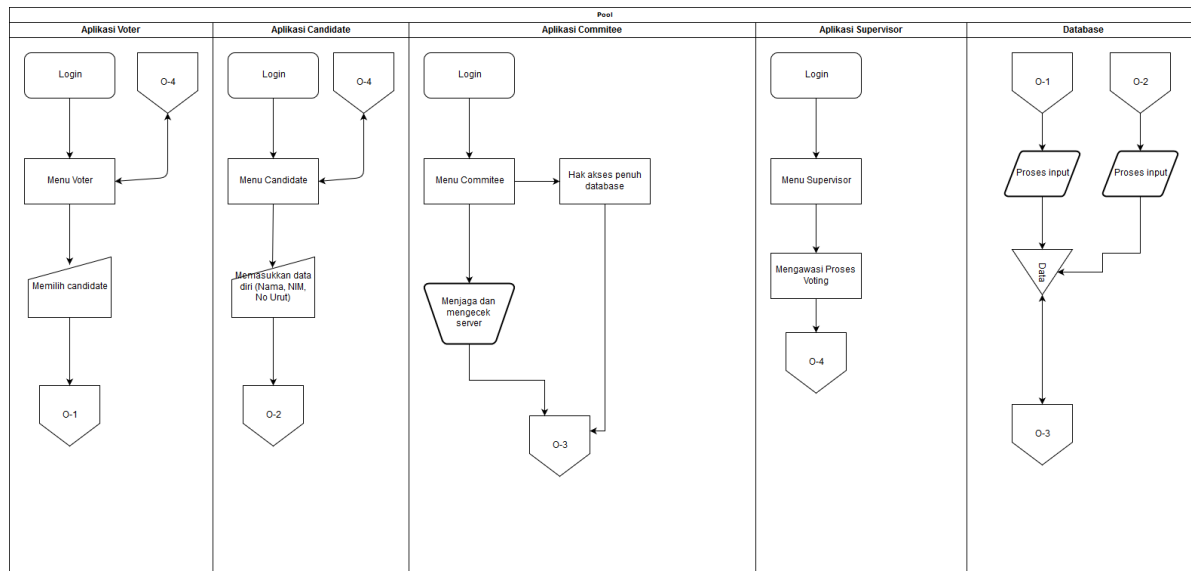 Pool
Aplikasi Voter
Aplikasi Candidate
Aplikasi Commitee
Aplikasi Supervisor
Database
Login
O-4
Menu Voter
Memilih candidate
O-1
Login
O-4
Menu Candidate
Memasukkan data
diri (Nama, NIM,
No Urut)
O-2
Login
Menu Commitee
Hak akses penuh
database
Menjaga dan
mengecek
server
O-3
Login
Menu Supervisor
Mengawasi Proses
Voting
O-4
O-1
O-2
Proses input
Proses input
Data
O-3